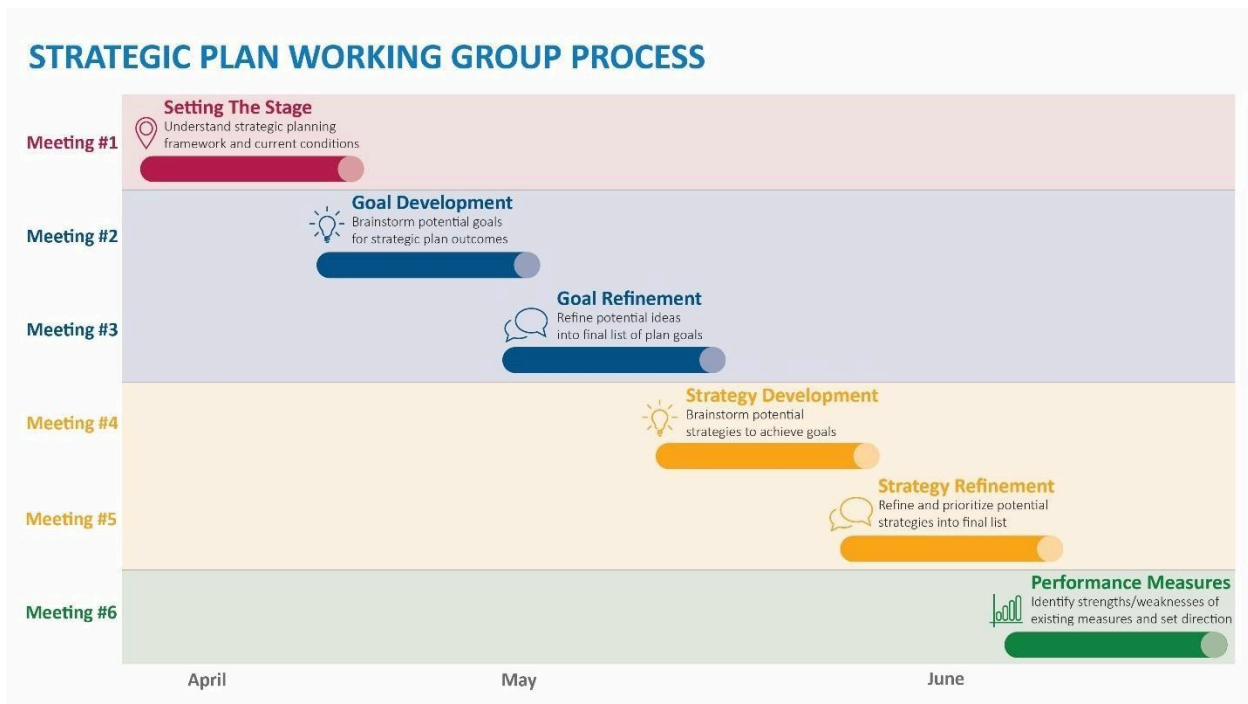 STRATEGIC PLAN WORKING GROUP PROCESS
Meeting #1
Setting The Stage
Understand strategic planning
framework and current conditions
Meeting #2
Goal Development
Brainstorm potential goals
for strategic plan outcomes
Meeting #3
Goal Refinement
Refine potential ideas
into final list of plan goals
Meeting #4
Strategy Development
Brainstorm potential
strategies to achieve goals
Meeting #5
Strategy Refinement
Refine and prioritize potential
strategies into final list
Meeting #6
Performance Measures
Identify strengths/weaknesses of
existing measures and set direction
April
May
June